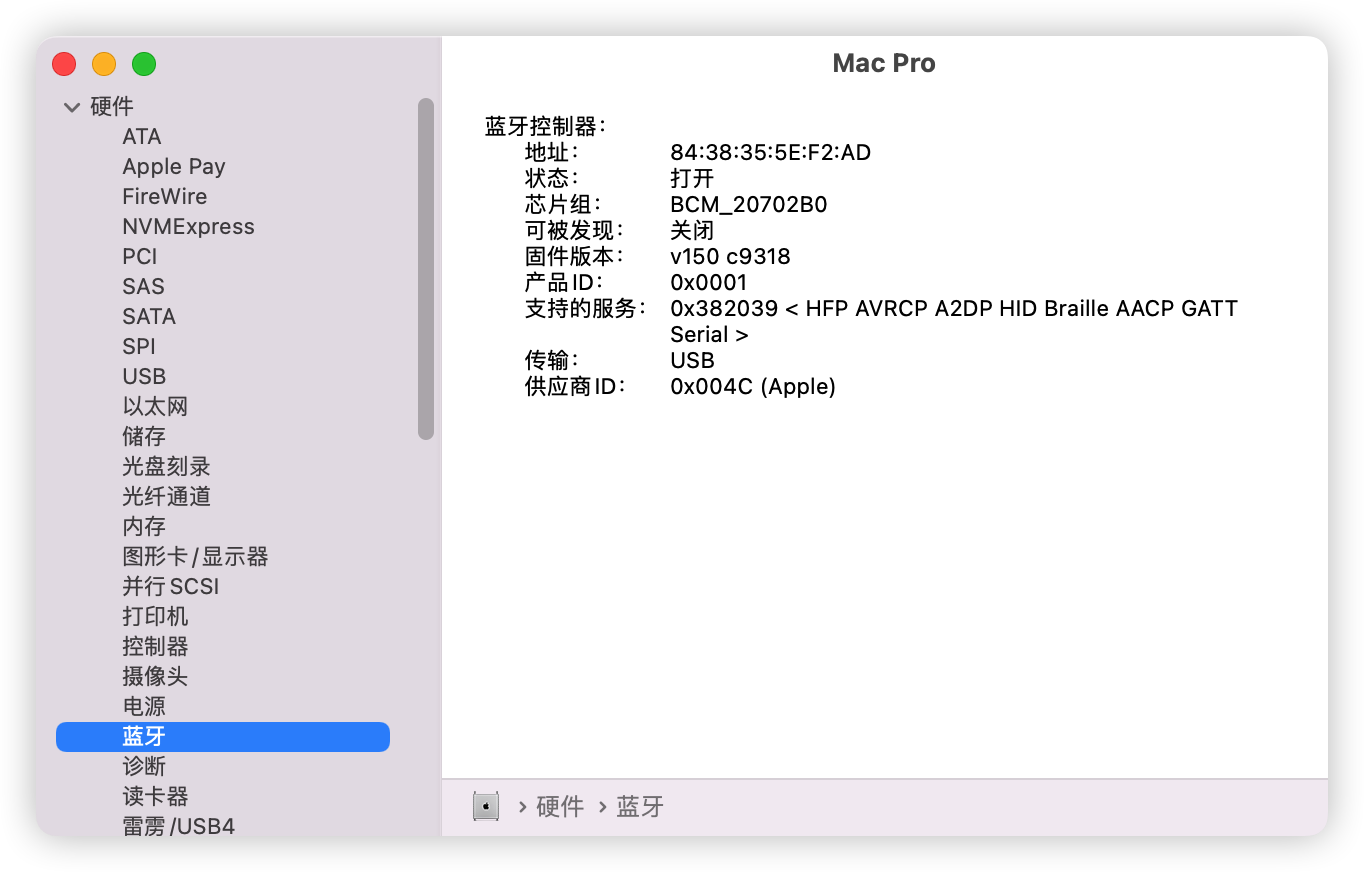 Mac Pro
硬件
ATA
Apple Pay
FireWire
NVMExpress
PCI
SAS
SATA
SPI
USB
以太网
储存
光盘刻录
光纤通道
内存
图形卡/显示器
并行SCSI
打印机
控制器
摄像头
电源
蓝牙
诊断
读卡器
雷雳/USB4
蓝牙控制器：
地址： 84:38:35:5E:F2:AD
状态： 打开
芯片组： BCM_20702B0
可被发现： 关闭
固件版本： v150 c9318
产品ID： 0x0001
支持的服务： 0x382039 < HFP AVRCP A2DP HID Braille AACP GATT
Serial >
传输： USB
供应商ID： 0x004C (Apple)
› 硬件 › 蓝牙